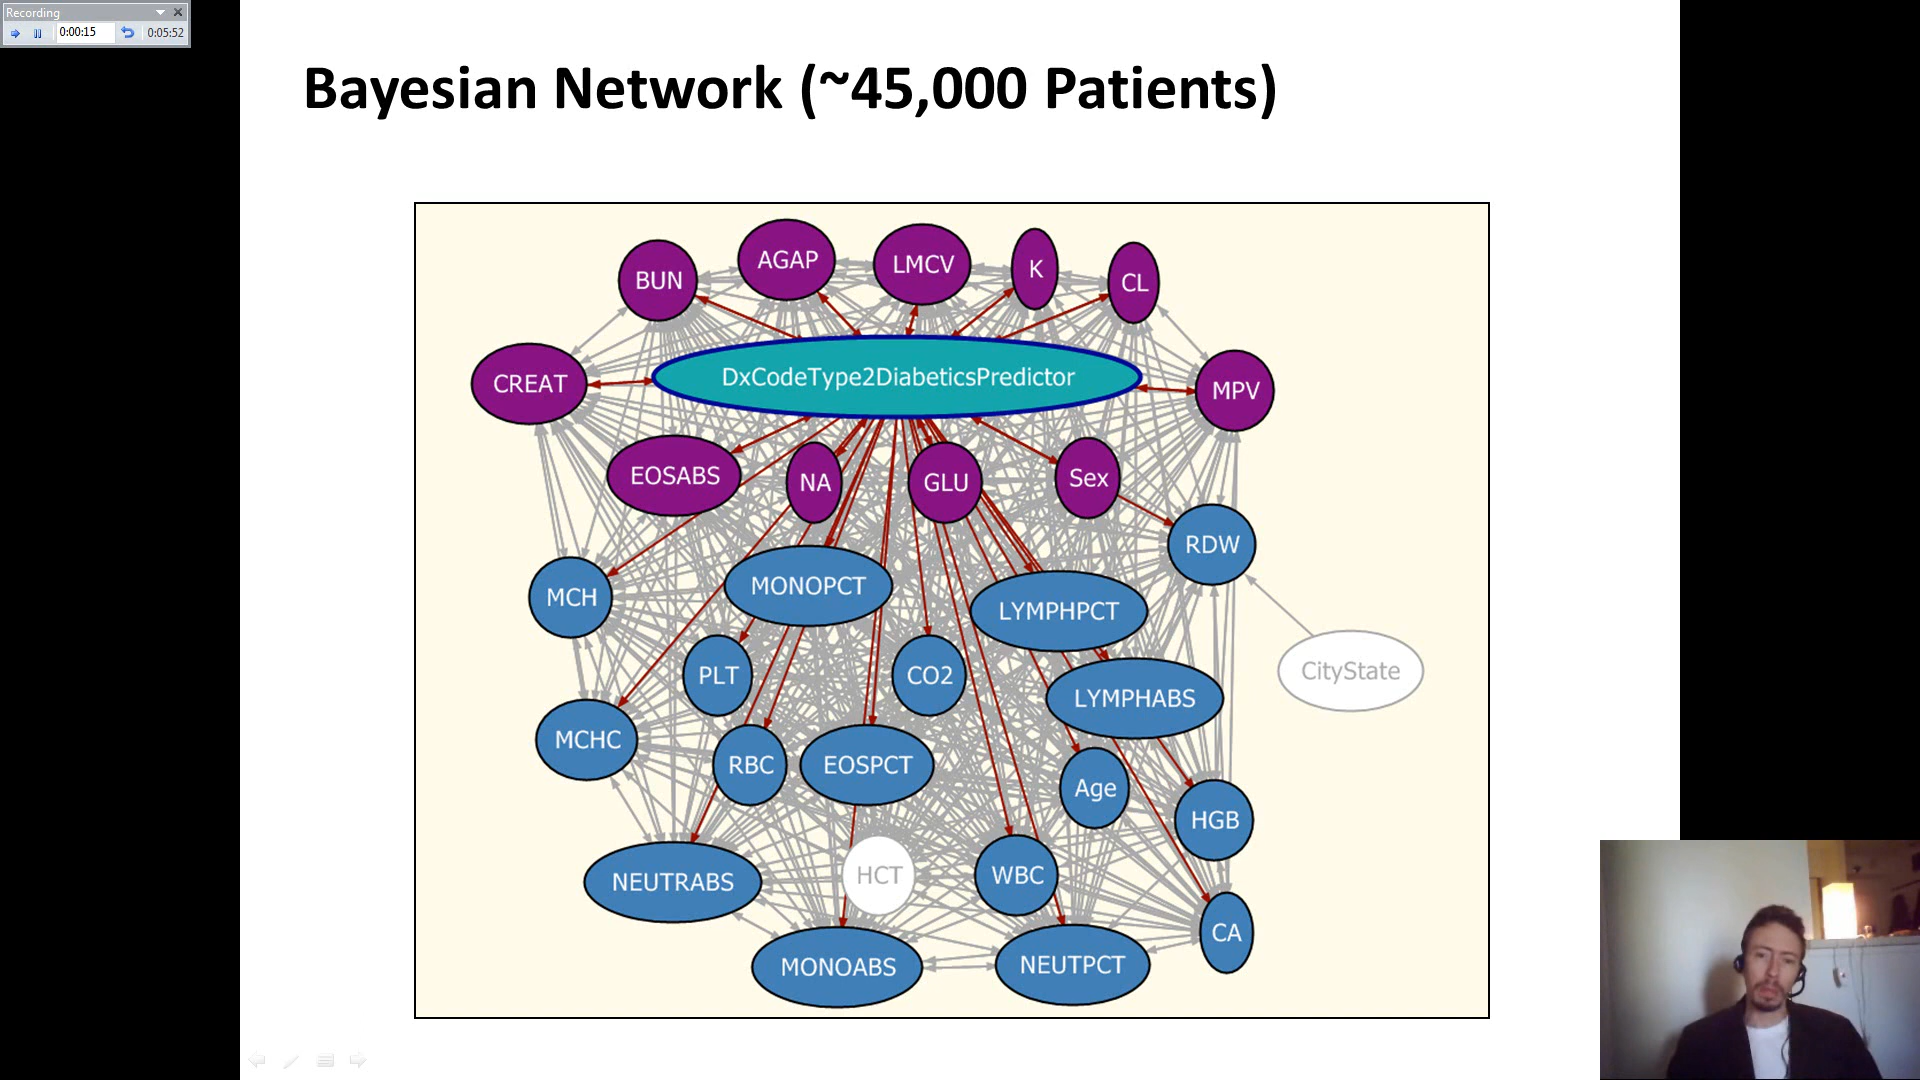 Recording
0:00:15
0:05:52
Bayesian Network (~45,000 Patients)
BUN
AGAP
LMCV
K
CL
CREAT
DxCodeType2DiabeticsPredictor
MPV
EOSABS
NA
GLU
Sex
RDW
MCH
MONOPCT
LYMPHPCT
PLT
CO2
CityState
LYMPHABS
MCHC
RBC
EOSPCT
Age
HGB
NEUTRABS
HCT
WBC
CA
MONOABS
NEUTPCT